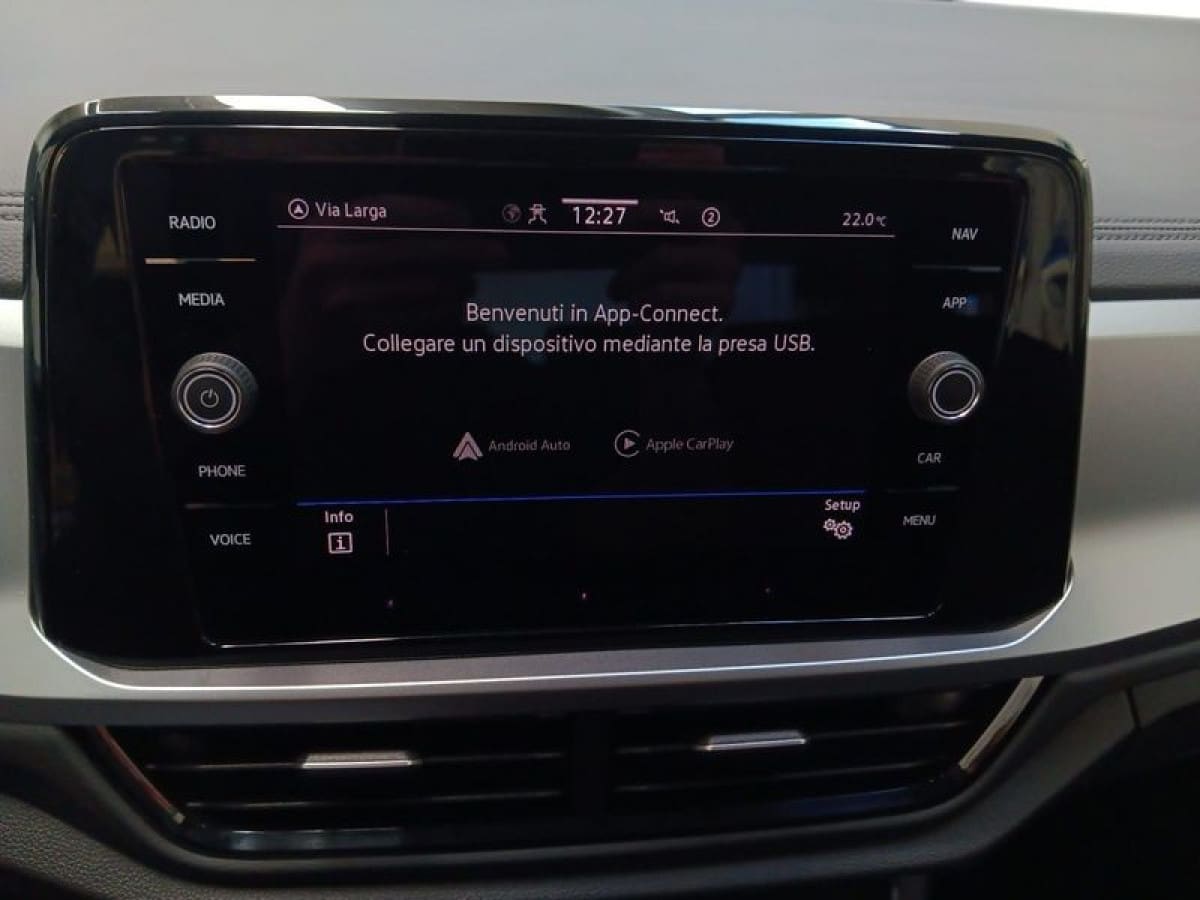 RADIO
MEDIA
PHONE
VOICE
Via Larga
12:27
2
22.0°C
Benvenuti in App-Connect.
Collegare un dispositivo mediante la presa USB.
Android Auto
Apple CarPlay
Info
i
Setup
NAV
APP
CAR
MENU